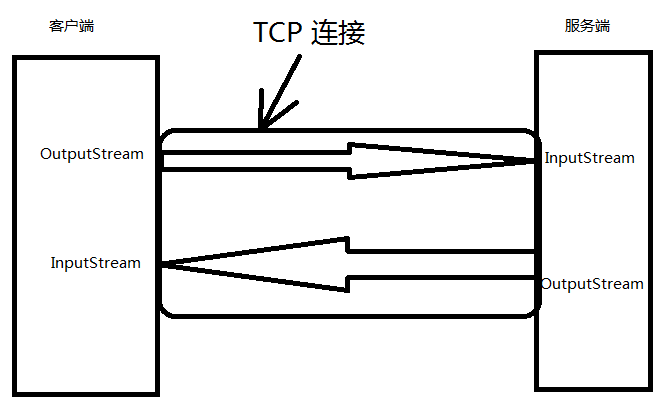 客户端
服务端
TCP 连接
OutputStream
InputStream
InputStream
OutputStream